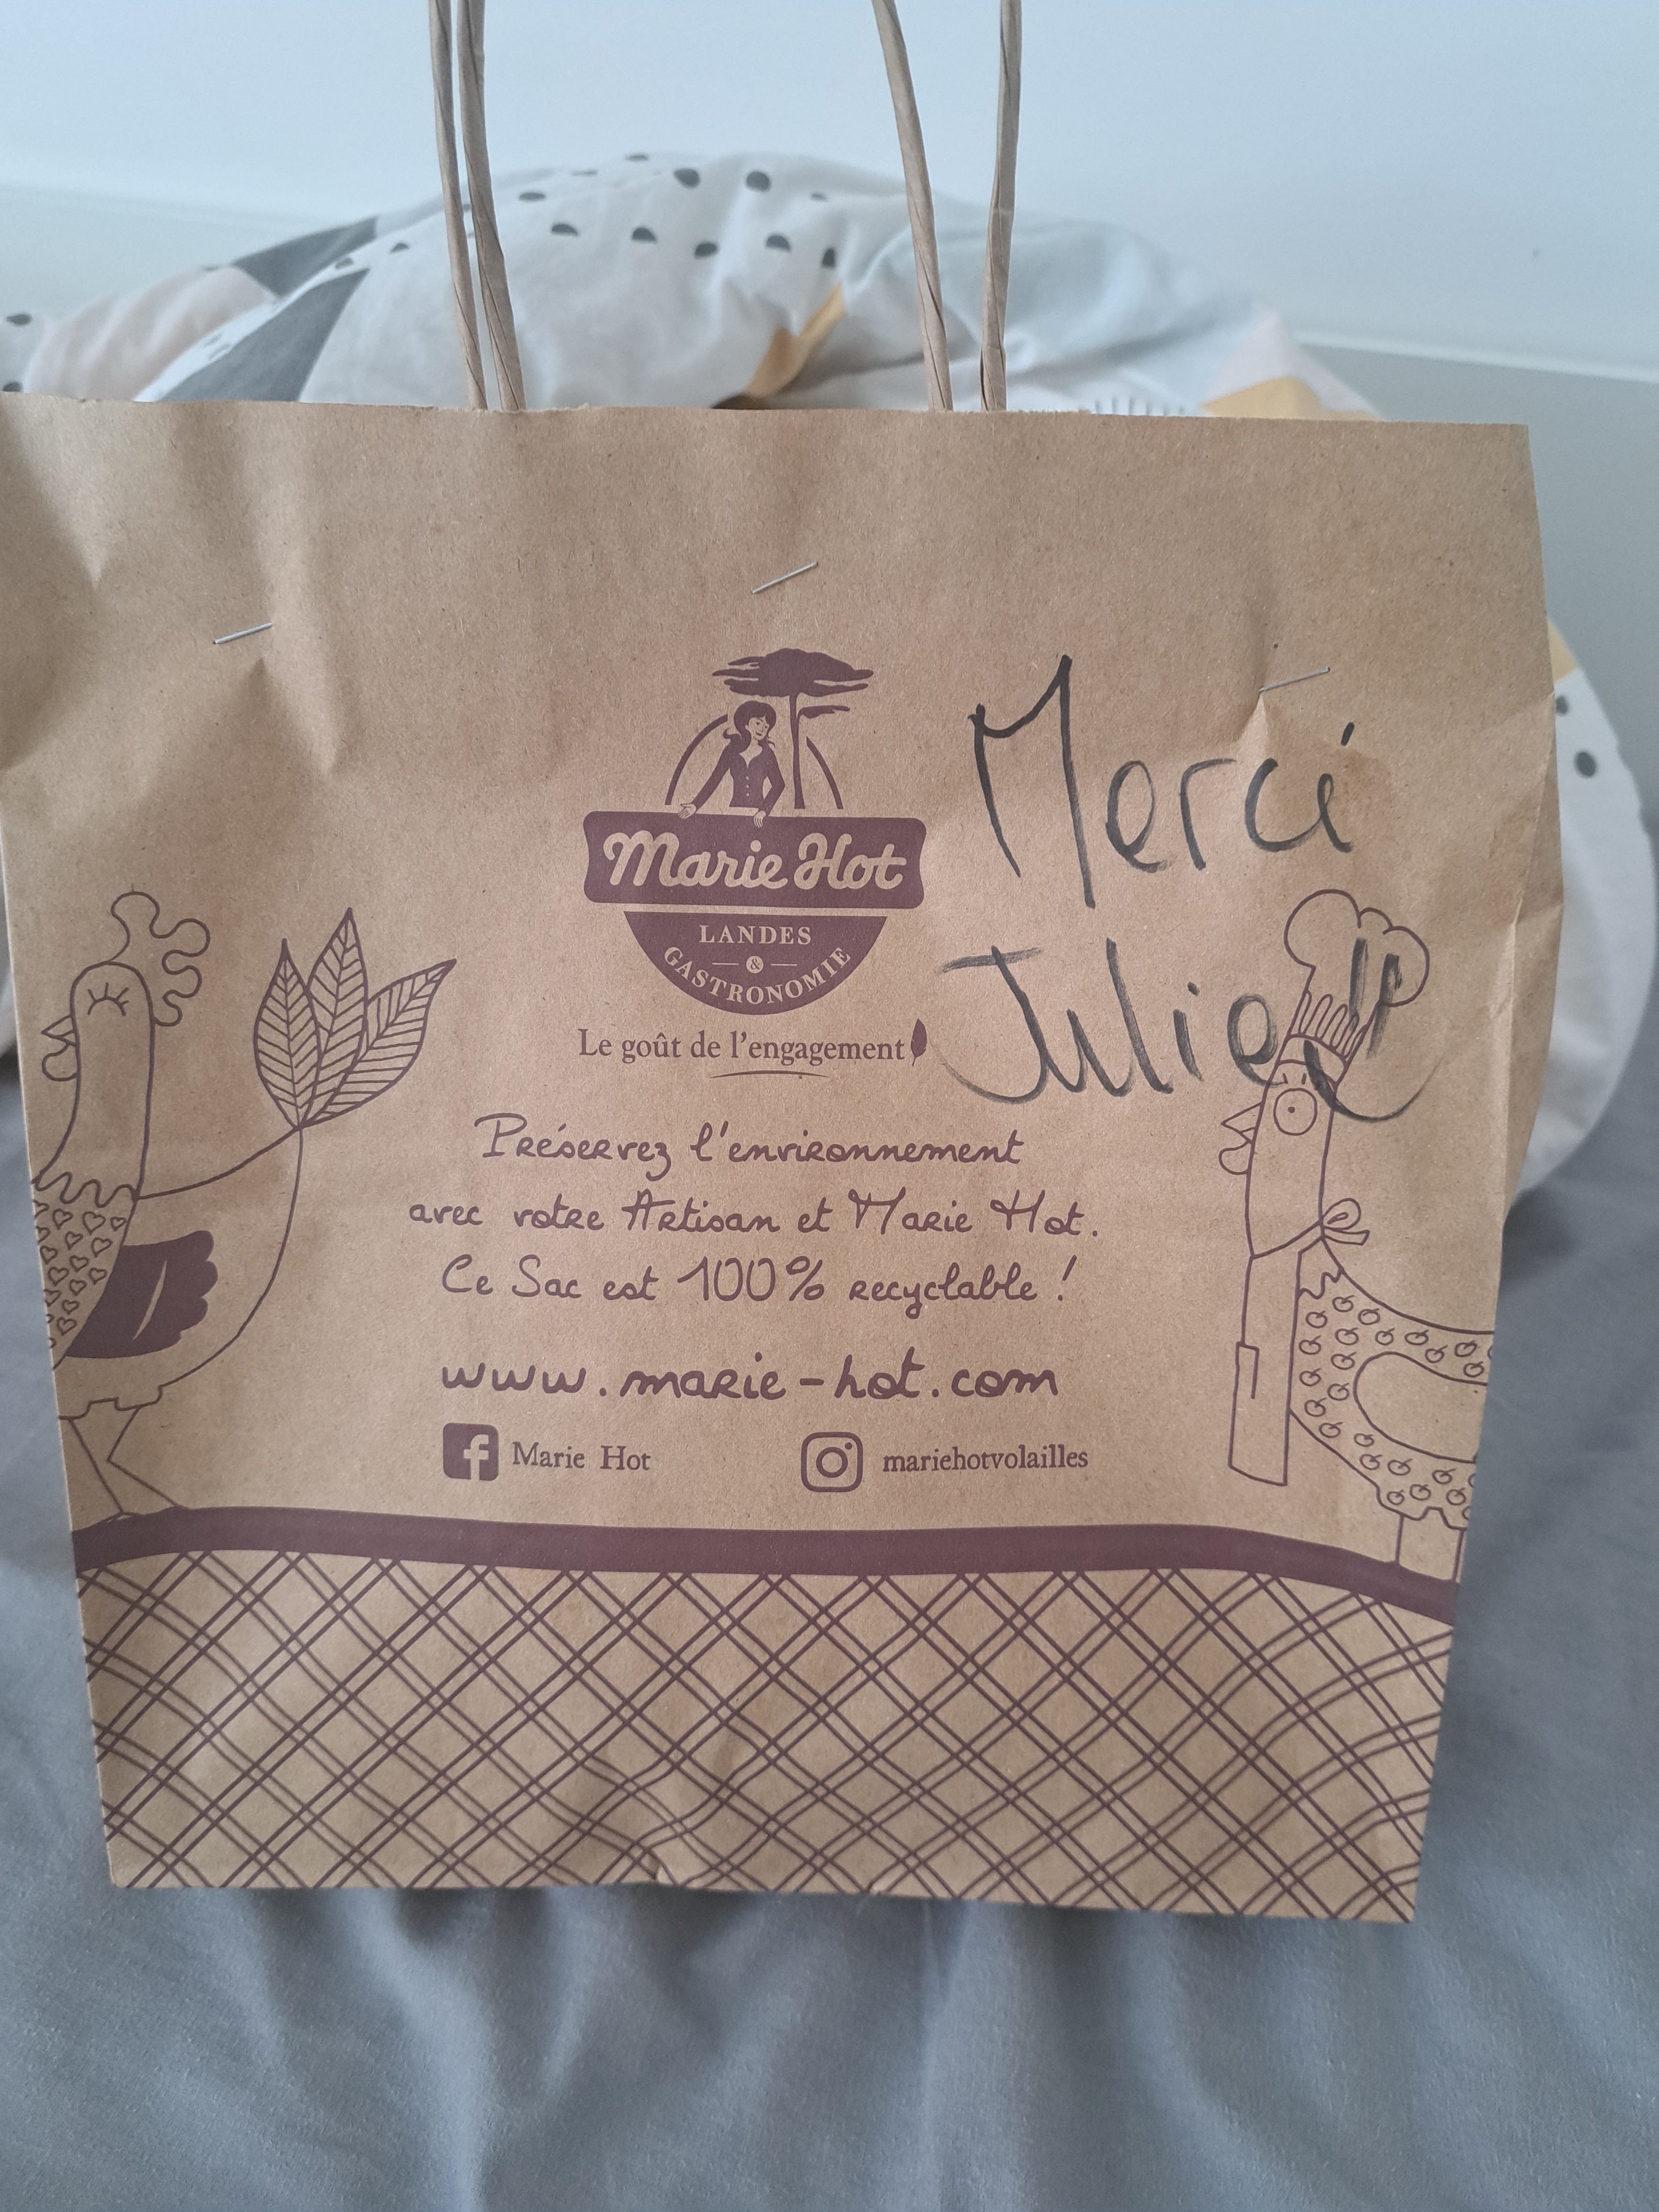 Marie Hot
LANDES
&
GASTRONOMIE
Le goût de l'engagement
Merci
Julie
Préservez l'environnement
avec votre Artisan et Marie Hot.
Ce Sac est 100% recyclable !
www.marie-hot.com
Marie Hot
mariehotvolailles